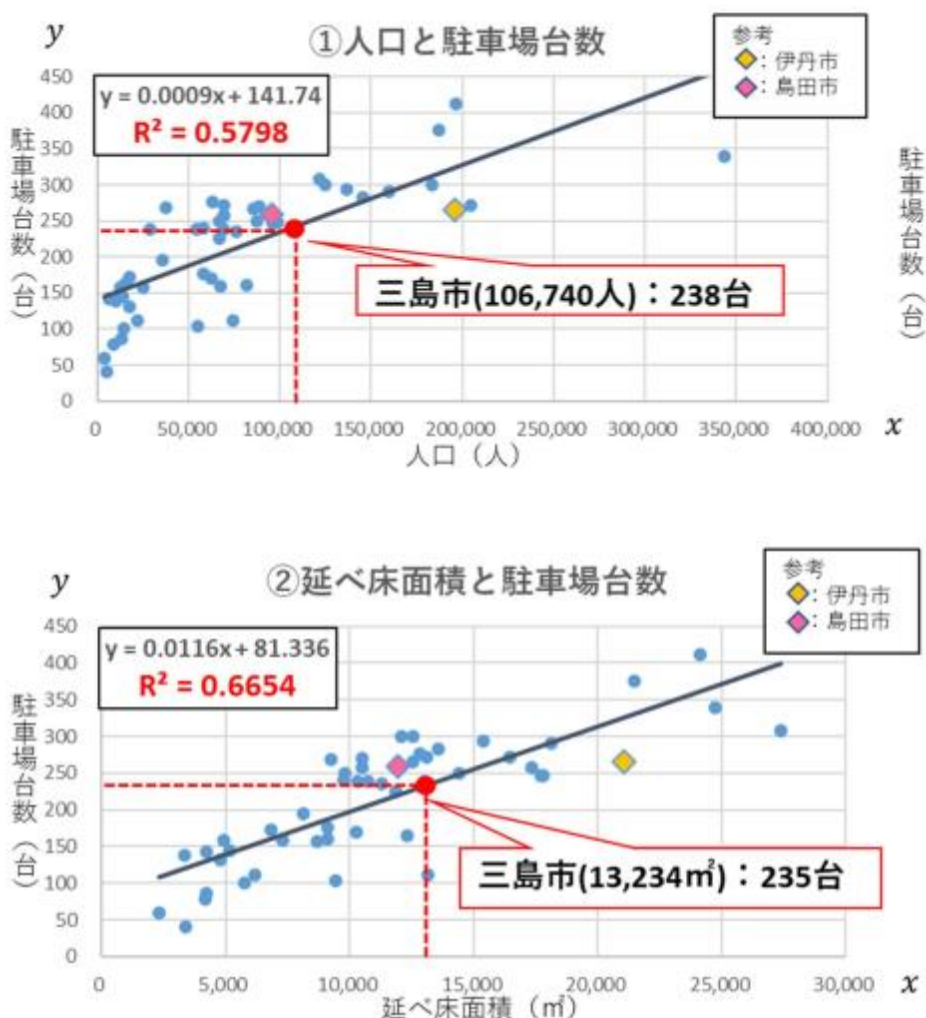 y
①人口と駐車場台数
参考
:伊丹市
:島田市
y = 0.0009x + 141.74
R² = 0.5798
駐車場台数（台）
450
400
350
300
250
200
150
100
50
0
三島市(106,740人)：238台
駐車場台数（台）
0 50,000 100,000 150,000 200,000 250,000 300,000 350,000 400,000
x
人口（人）
y
②延べ床面積と駐車場台数
参考
:伊丹市
:島田市
y = 0.0116x + 81.336
R² = 0.6654
駐車場台数（台）
450
400
350
300
250
200
150
100
50
0
三島市(13,234㎡)：235台
0 5,000 10,000 15,000 20,000 25,000 30,000
x
延べ床面積（㎡）